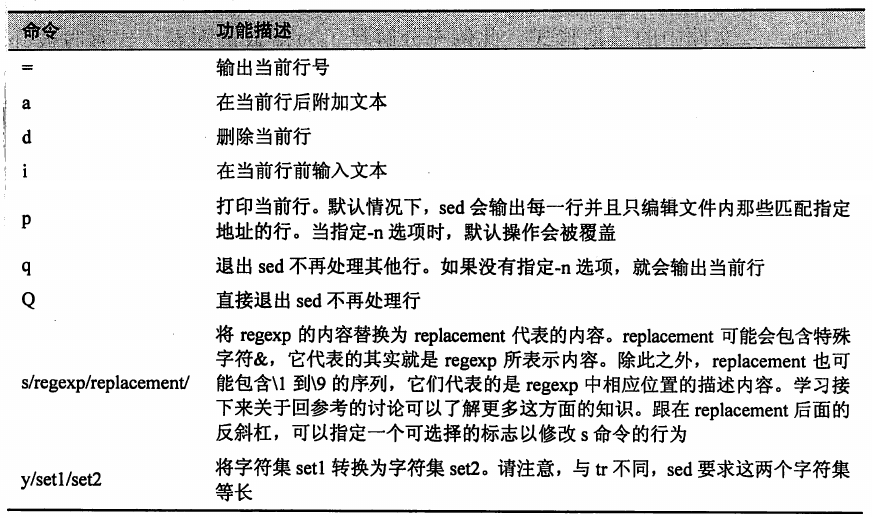 命令 功能描述
= 输出当前行号
a 在当前行后附加文本
d 删除当前行
i 在当前行前输入文本
p 打印当前行。默认情况下，sed 会输出每一行并且只编辑文件内那些匹配指定
地址的行。当指定-n 选项时，默认操作会被覆盖
q 退出 sed 不再处理其他行。如果没有指定-n 选项，就会输出当前行
Q 直接退出 sed 不再处理行
s/regexp/replacement/ 将 regexp 的内容替换为 replacement 代表的内容。replacement 可能会包含特殊
字符&，它代表的其实就是 regexp 所表示内容。除此之外，replacement 也可
能包含\1 到\9 的序列，它们代表的是 regexp 中相应位置的描述内容。学习接
下来关于回参考的讨论可以了解更多这方面的知识。跟在 replacement 后面的
反斜杠，可以指定一个可选择的标志以修改 s 命令的行为
y/set1/set2 将字符集 set1 转换为字符集 set2。请注意，与 tr 不同，sed 要求这两个字符集
等长